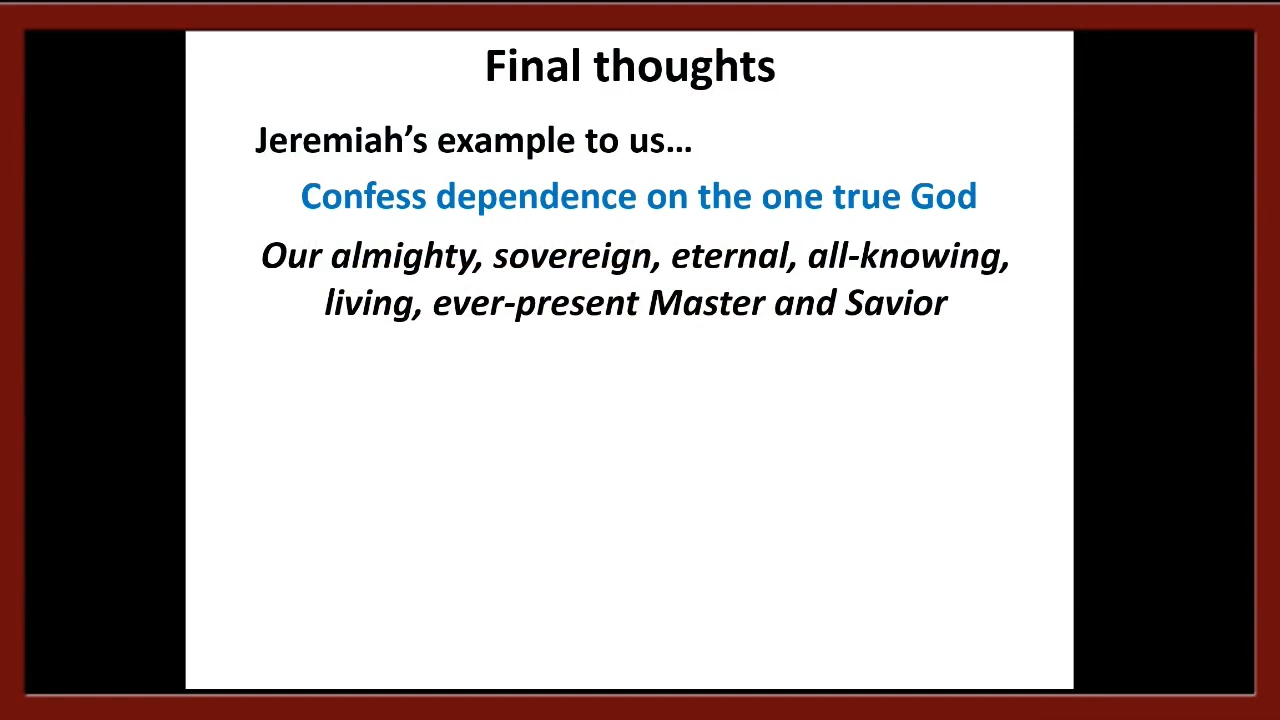 Final thoughts
Jeremiah’s example to us…
Confess dependence on the one true God
Our almighty, sovereign, eternal, all-knowing,
living, ever-present Master and Savior